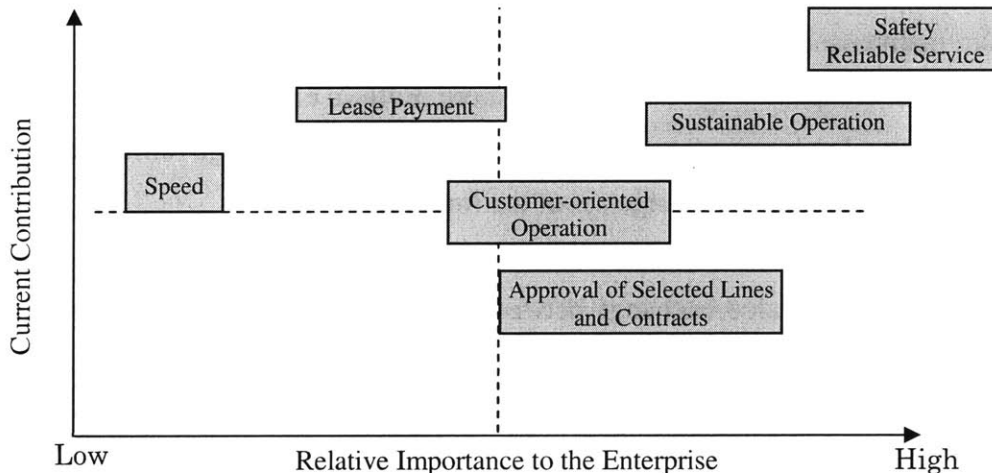 Safety
Reliable Service
Lease Payment
Sustainable Operation
Speed
Customer-oriented
Operation
Approval of Selected Lines
and Contracts
Current Contribution
Low
Relative Importance to the Enterprise
High